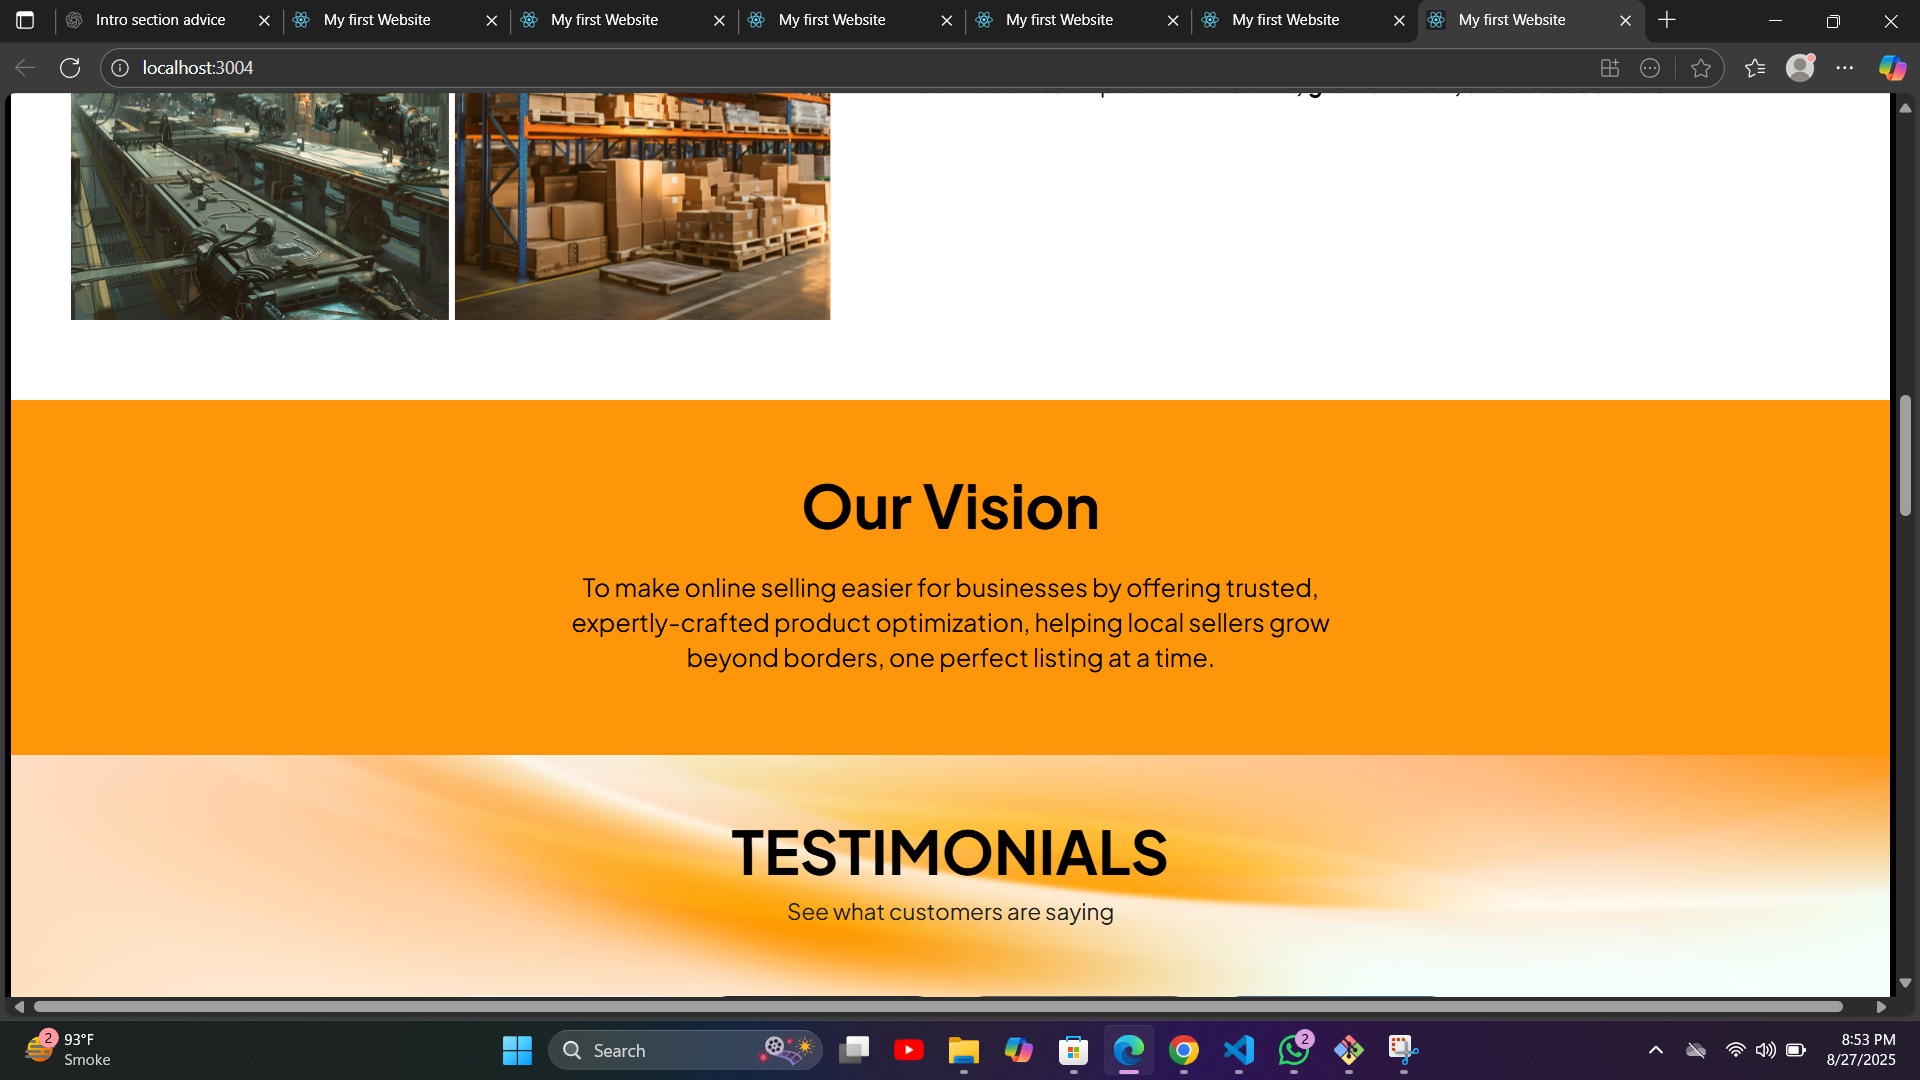 Intro section advice
My first Website
My first Website
My first Website
My first Website
My first Website
My first Website
localhost:3004
Our Vision
To make online selling easier for businesses by offering trusted,
expertly-crafted product optimization, helping local sellers grow
beyond borders, one perfect listing at a time.
TESTIMONIALS
See what customers are saying
2
93°F
Smoke
Search
2
8:53 PM
8/27/2025